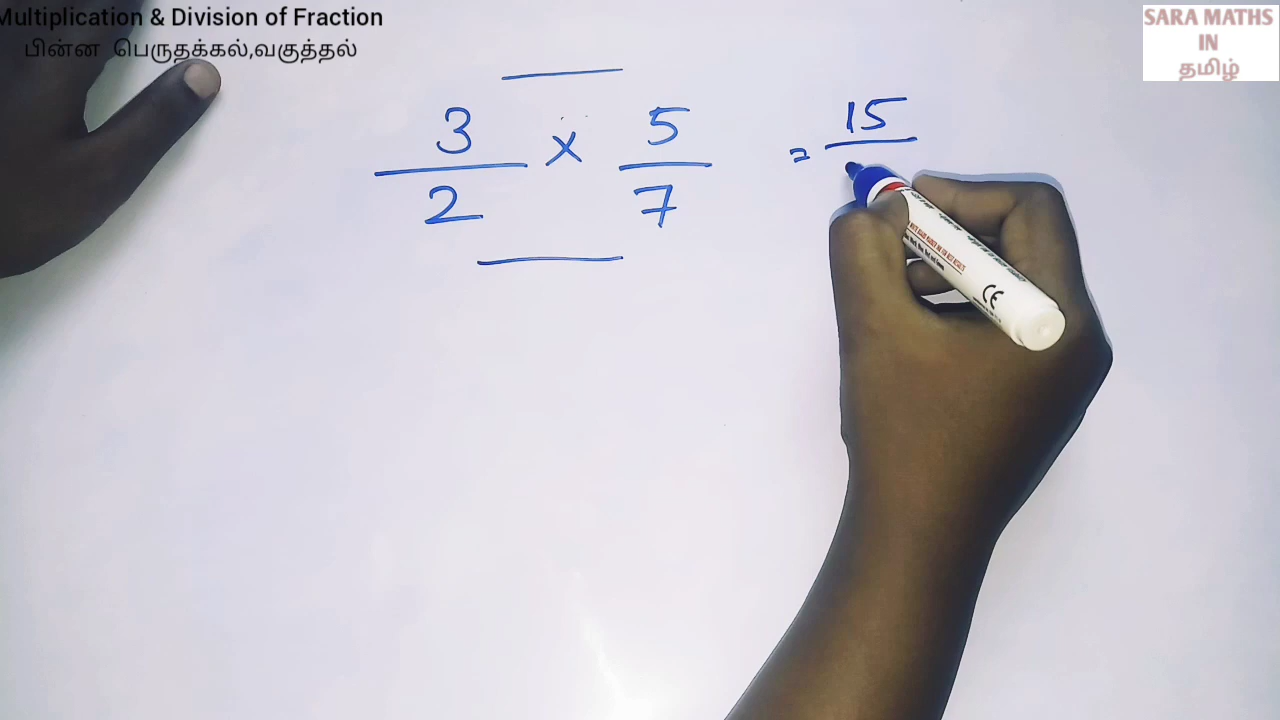 Multiplication & Division of Fraction
பின்ன பெருதக்கல்,வகுத்தல்
SARA MATHS
IN
தமிழ்
3/2 x 5/7 = 15/